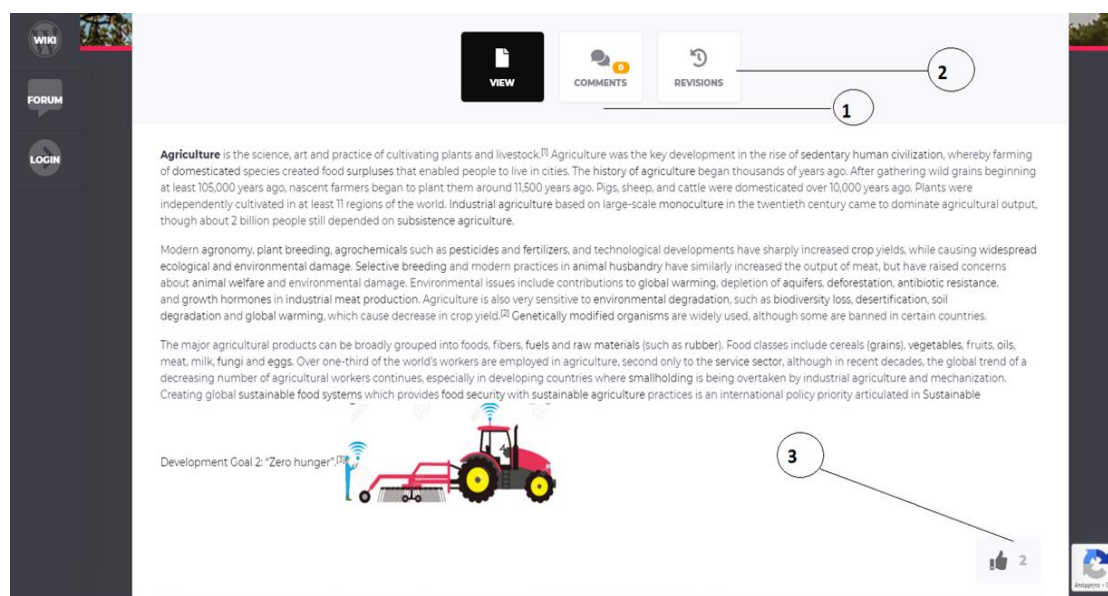 WIKI
FORUM
LOGIN
VIEW
0
COMMENTS
REVISIONS
2
1
Agriculture is the science, art and practice of cultivating plants and livestock.[1] Agriculture was the key development in the rise of sedentary human civilization, whereby farming
of domesticated species created food surpluses that enabled people to live in cities. The history of agriculture began thousands of years ago. After gathering wild grains beginning
at least 105,000 years ago, nascent farmers began to plant them around 11,500 years ago. Pigs, sheep, and cattle were domesticated over 10,000 years ago. Plants were
independently cultivated in at least 11 regions of the world. Industrial agriculture based on large-scale monoculture in the twentieth century came to dominate agricultural output,
though about 2 billion people still depended on subsistence agriculture.
Modern agronomy, plant breeding, agrochemicals such as pesticides and fertilizers, and technological developments have sharply increased crop yields, while causing widespread
ecological and environmental damage. Selective breeding and modern practices in animal husbandry have similarly increased the output of meat, but have raised concerns
about animal welfare and environmental damage. Environmental issues include contributions to global warming, depletion of aquifers, deforestation, antibiotic resistance,
and growth hormones in industrial meat production. Agriculture is also very sensitive to environmental degradation, such as biodiversity loss, desertification, soil
degradation and global warming, which cause decrease in crop yield.[2] Genetically modified organisms are widely used, although some are banned in certain countries.
The major agricultural products can be broadly grouped into foods, fibers, fuels and raw materials (such as rubber). Food classes include cereals (grains), vegetables, fruits, oils,
meat, milk, fungi and eggs. Over one-third of the world's workers are employed in agriculture, second only to the service sector, although in recent decades, the global trend of a
decreasing number of agricultural workers continues, especially in developing countries where smallholding is being overtaken by industrial agriculture and mechanization.
Creating global sustainable food systems which provides food security with sustainable agriculture practices is an international policy priority articulated in Sustainable
Development Goal 2: "Zero hunger".[3]
3
2
Απόρρητο -